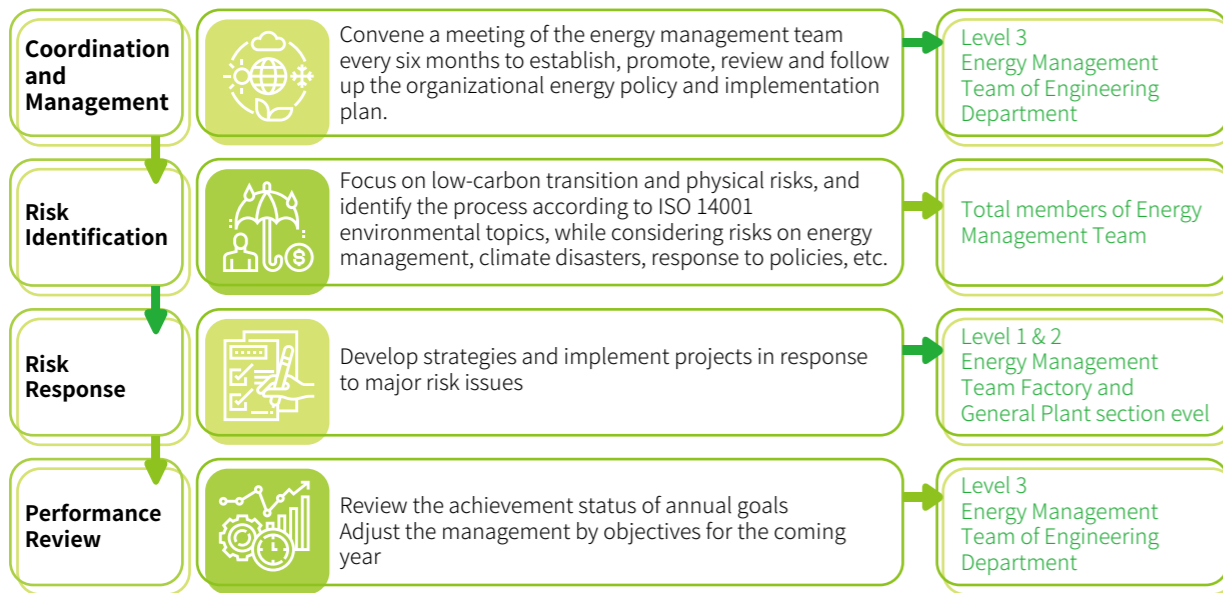 Coordination
and
Management
Convene a meeting of the energy management team
every six months to establish, promote, review and follow
up the organizational energy policy and implementation
plan.
Level 3
Energy Management
Team of Engineering
Department
Risk
Identification
Focus on low-carbon transition and physical risks, and
identify the process according to ISO 14001
environmental topics, while considering risks on energy
management, climate disasters, response to policies, etc.
Total members of Energy
Management Team
Risk
Response
Develop strategies and implement projects in response
to major risk issues
Level 1 & 2
Energy Management
Team Factory and
General Plant section evel
Performance
Review
Review the achievement status of annual goals
Adjust the management by objectives for the coming
year
Level 3
Energy Management
Team of Engineering
Department